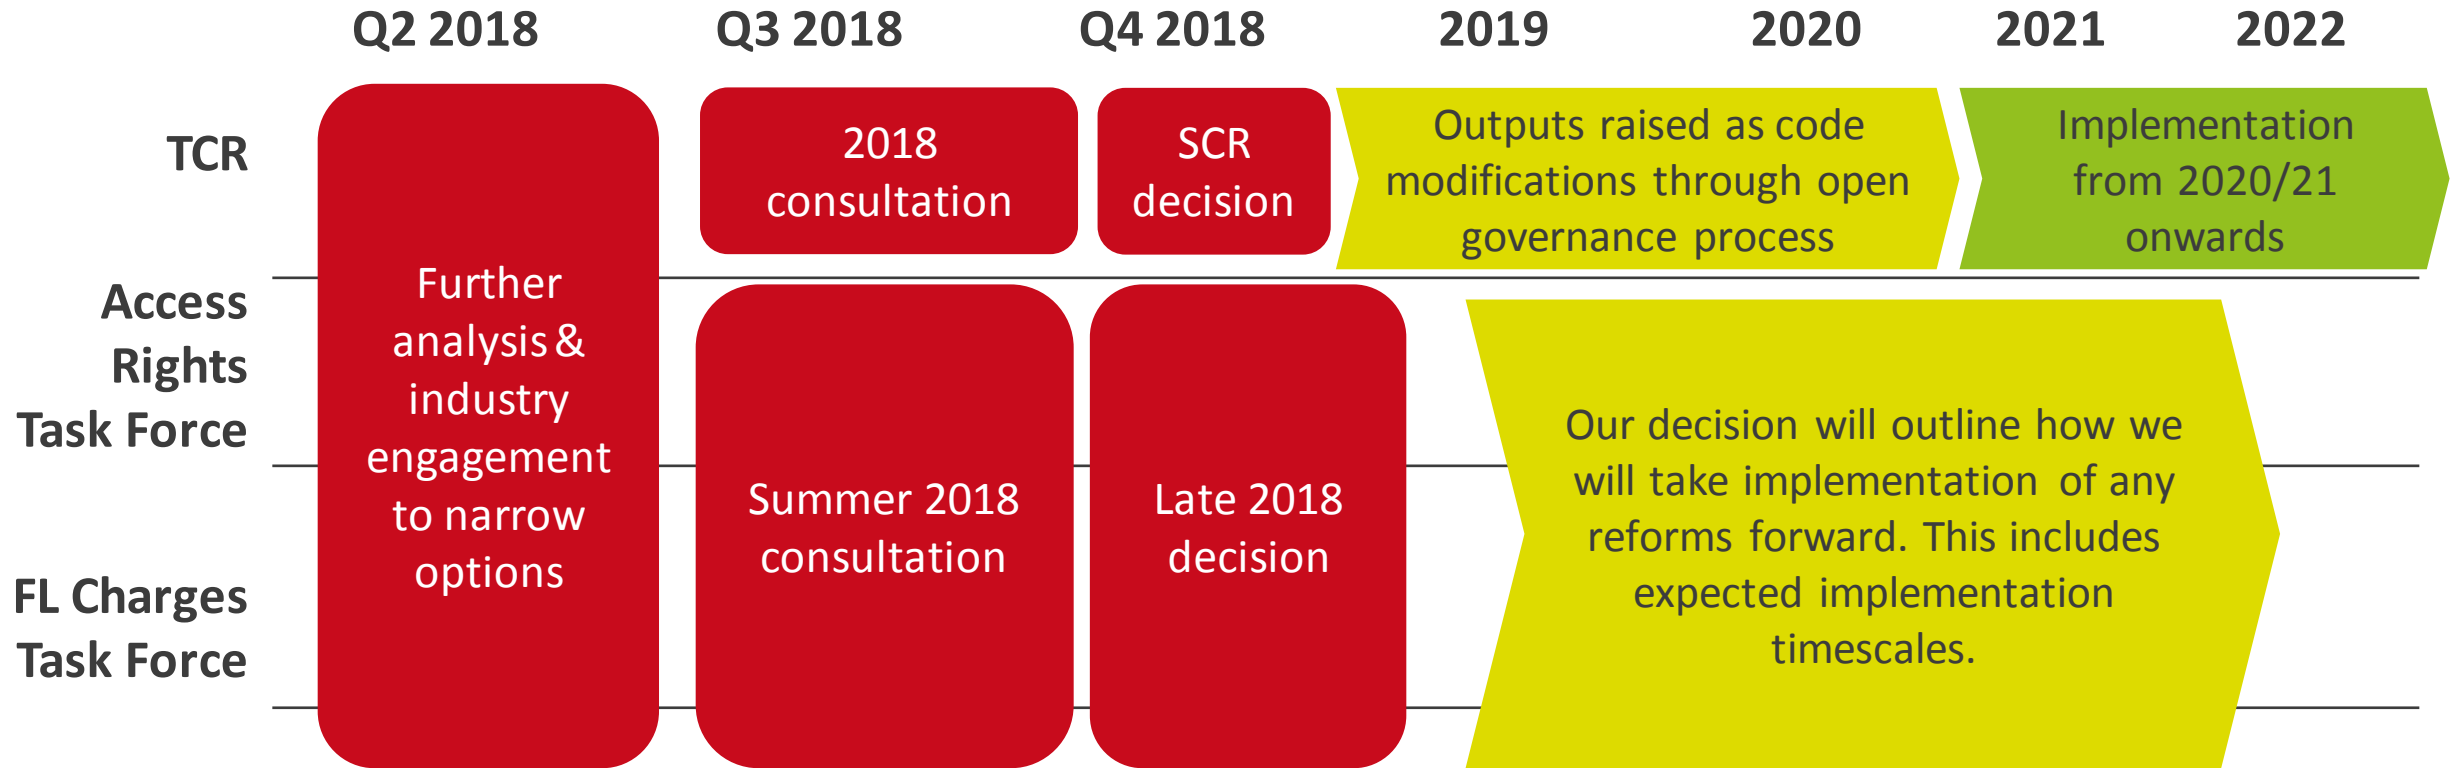 Q2 2018
Q3 2018
Q4 2018
2019
2020
2021
2022
TCR
Access
Rights
Task Force
FL Charges
Task Force
Further
analysis &
industry
engagement
to narrow
options
2018
consultation
SCR
decision
Outputs raised as code
modifications through open
governance process
Implementation
from 2020/21
onwards
Summer 2018
consultation
Late 2018
decision
Our decision will outline how we
will take implementation of any
reforms forward. This includes
expected implementation
timescales.